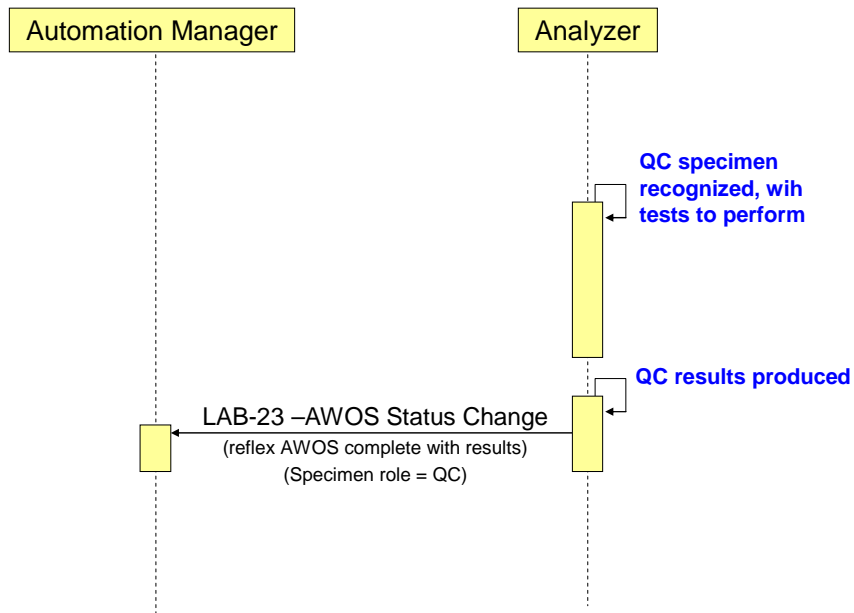 Automation Manager
Analyzer
QC specimen
recognized, wih
tests to perform
QC results produced
LAB-23 –AWOS Status Change
(reflex AWOS complete with results)
(Specimen role = QC)